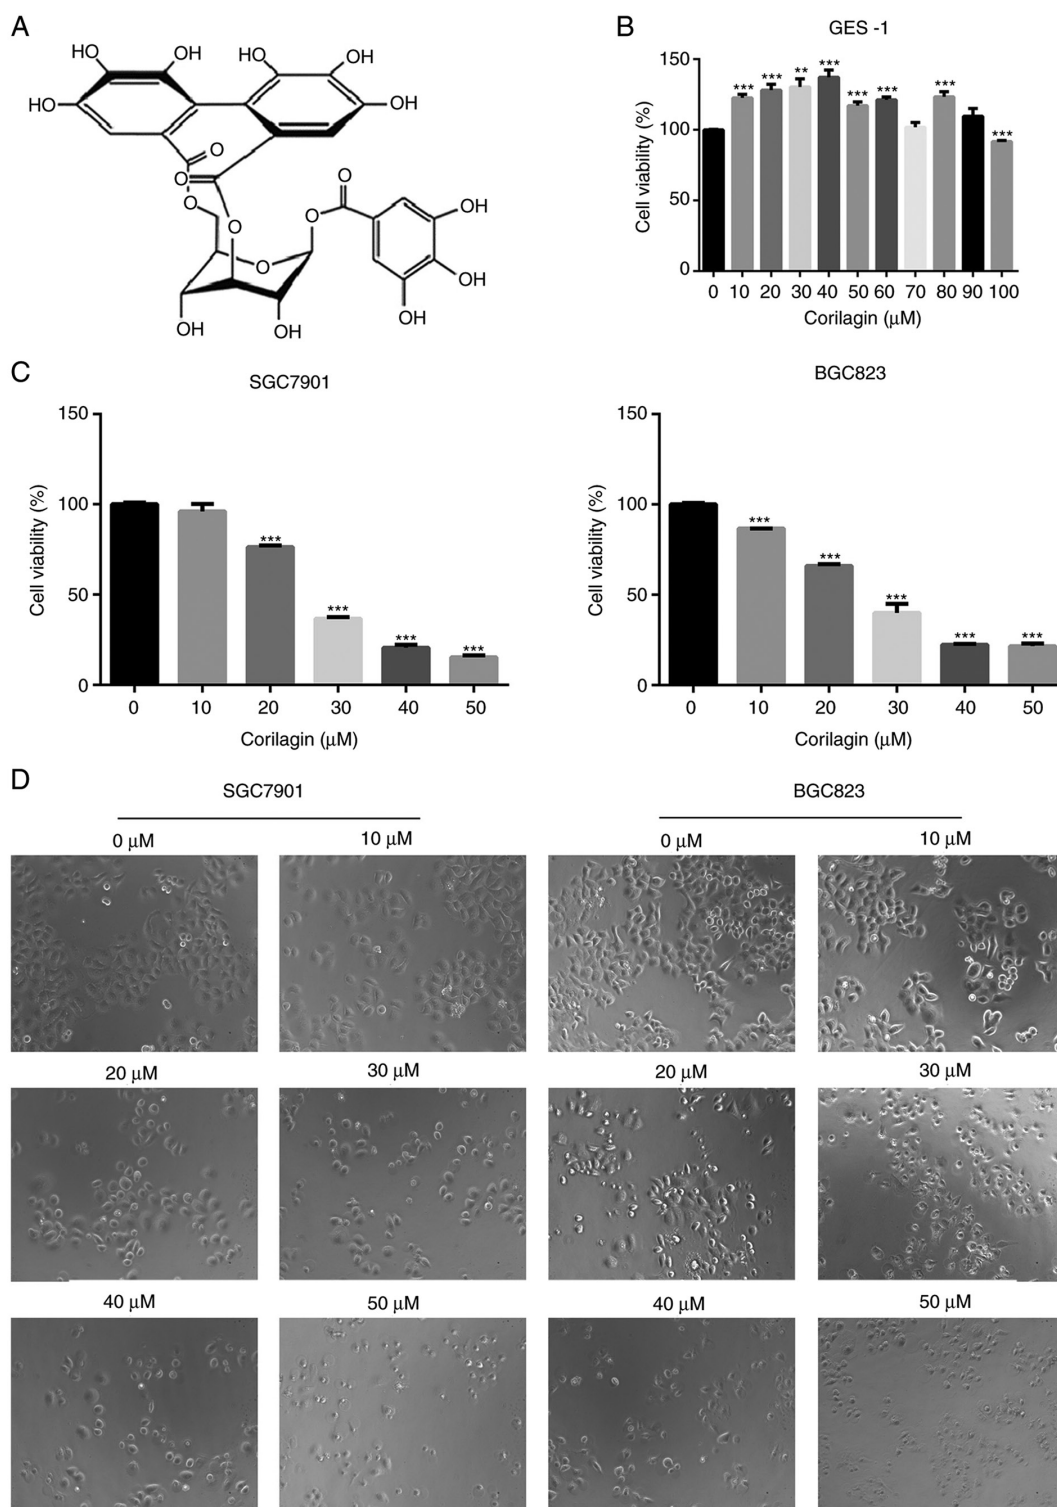 A
HO OH HO OH
HO OH
O
O
O
O
O
O
O
O
OH
OH
OH
OH
OH
B
GES -1
Cell viability (%)
150
100
50
0
*** *** ** *** *** *** *** ***
0 10 20 30 40 50 60 70 80 90 100
Corilagin (μM)
C
SGC7901
Cell viability (%)
150
100
50
0
*** *** *** ***
0 10 20 30 40 50
Corilagin (μM)
BGC823
Cell viability (%)
150
100
50
0
*** *** *** *** ***
0 10 20 30 40 50
Corilagin (μM)
D
SGC7901 BGC823
0 μM 10 μM 0 μM 10 μM
20 μM 30 μM 20 μM 30 μM
40 μM 50 μM 40 μM 50 μM